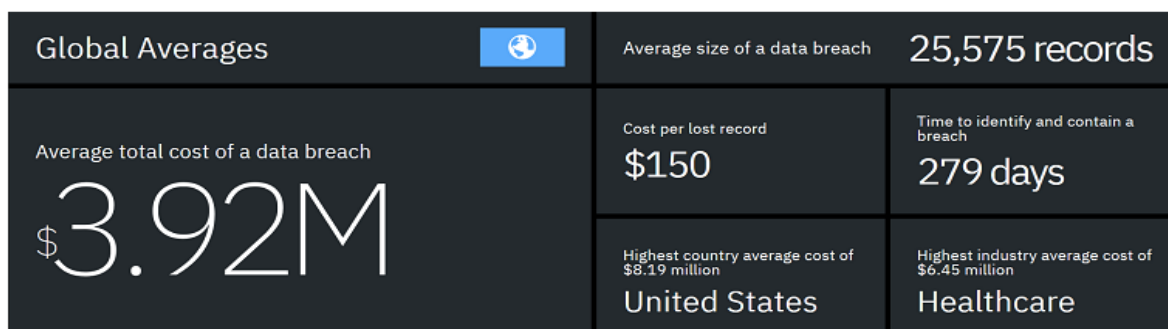 Global Averages
Average size of a data breach
25,575 records
Average total cost of a data breach
$3.92M
Cost per lost record
$150
Time to identify and contain a
breach
279 days
Highest country average cost of
$8.19 million
United States
Highest industry average cost of
$6.45 million
Healthcare